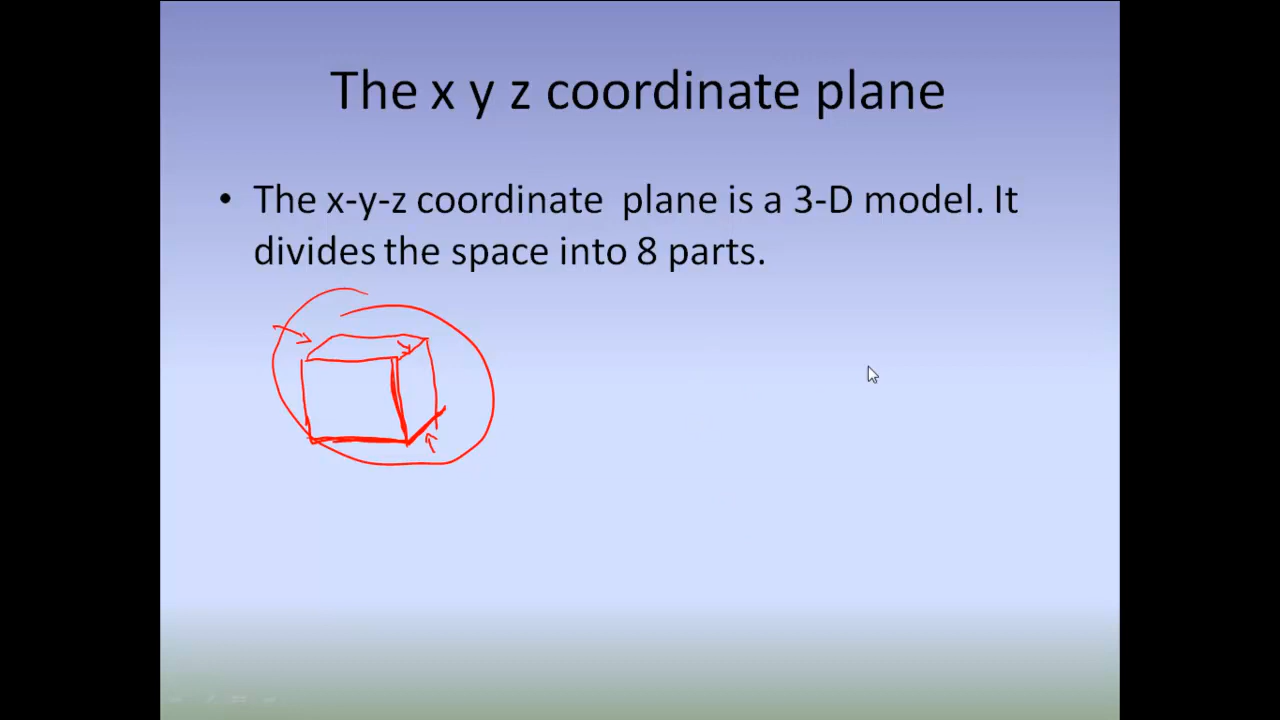 The x y z coordinate plane
• The x-y-z coordinate plane is a 3-D model. It
divides the space into 8 parts.